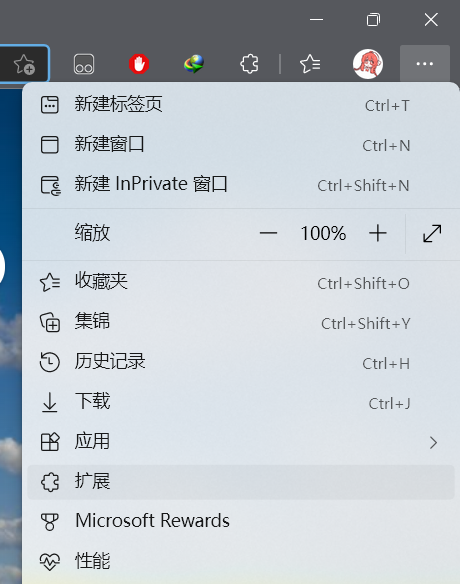 新建标签页 Ctrl+T
新建窗口 Ctrl+N
新建 InPrivate 窗口 Ctrl+Shift+N
缩放 100%
收藏夹 Ctrl+Shift+O
集锦 Ctrl+Shift+Y
历史记录 Ctrl+H
下载 Ctrl+J
应用
扩展
Microsoft Rewards
性能